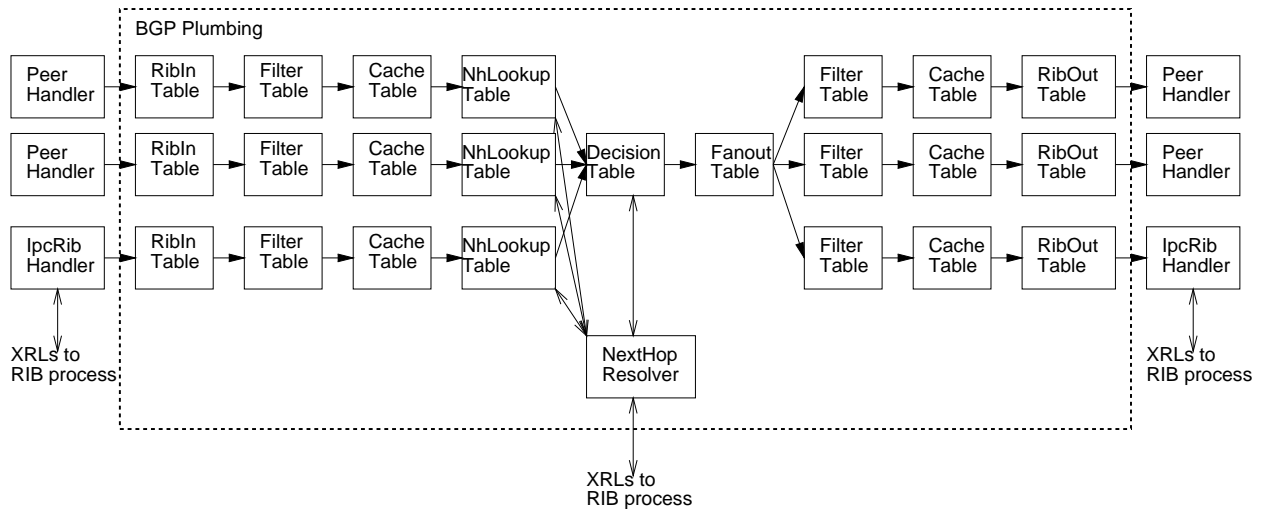 BGP Plumbing
Peer
Handler
RibIn
Table
Filter
Table
Cache
Table
NhLookup
Table
Filter
Table
Cache
Table
RibOut
Table
Peer
Handler
Peer
Handler
RibIn
Table
Filter
Table
Cache
Table
NhLookup
Table
Decision
Table
Fanout
Table
Filter
Table
Cache
Table
RibOut
Table
Peer
Handler
IpcRib
Handler
RibIn
Table
Filter
Table
Cache
Table
NhLookup
Table
Filter
Table
Cache
Table
RibOut
Table
IpcRib
Handler
XRLs to
RIB process
NextHop
Resolver
XRLs to
RIB process
XRLs to
RIB process